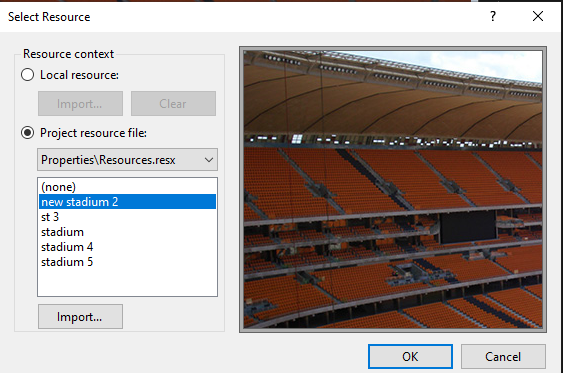 Select Resource
?
Resource context
Local resource:
Import...
Clear
Project resource file:
Properties\Resources.resx
(none)
new stadium 2
st 3
stadium
stadium 4
stadium 5
Import...
OK
Cancel